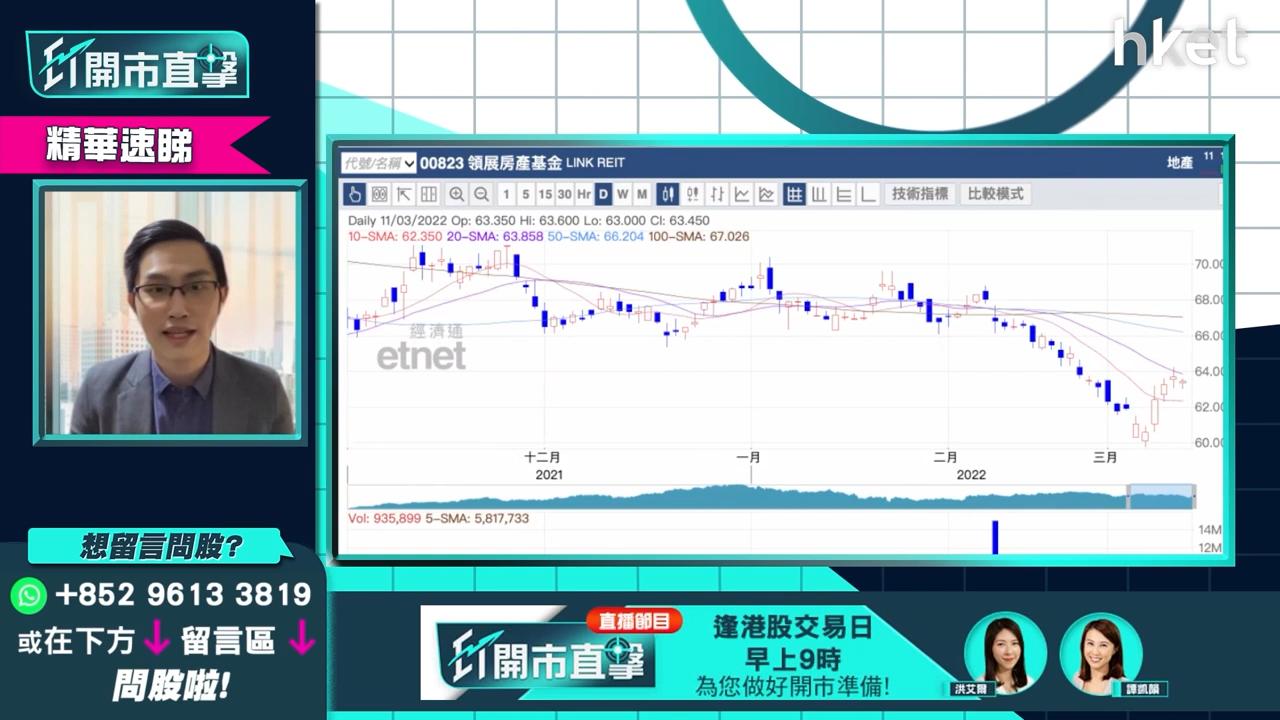 ET開市直擊
精華速睇
hket
代號/名稱 00823 領展房產基金 LINK REIT 地產 11
1 5 15 30 Hr D W M 技術指標 比較模式
Daily 11/03/2022 Op: 63.350 Hi: 63.600 Lo: 63.000 Cl: 63.450
10-SMA: 62.350 20-SMA: 63.858 50-SMA: 66.204 100-SMA: 67.026
70.00
68.00
66.00
64.00
62.00
60.00
經濟通
etnet
十二月 一月 二月 三月
2021 2022
Vol: 935,899 5-SMA: 5,817,733
14M
12M
想留言問股?
+852 9613 3819
或在下方 留言區
問股啦!
ET開市直擊
直播節目
逢港股交易日
早上9時
為您做好開市準備!
洪艾爾
譚凱韻